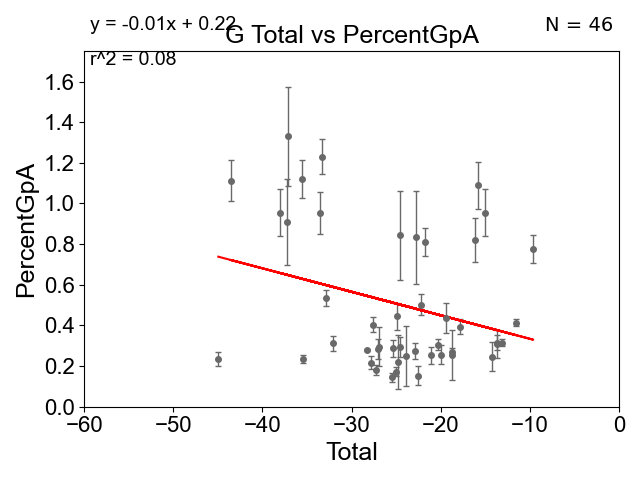 y = -0.01x + 0.22
G Total vs PercentGpA
N = 46
r^2 = 0.08
1.6
1.4
1.2
1.0
0.8
0.6
0.4
0.2
0.0
PercentGpA
−60
−50
−40
−30
−20
−10
0
Total